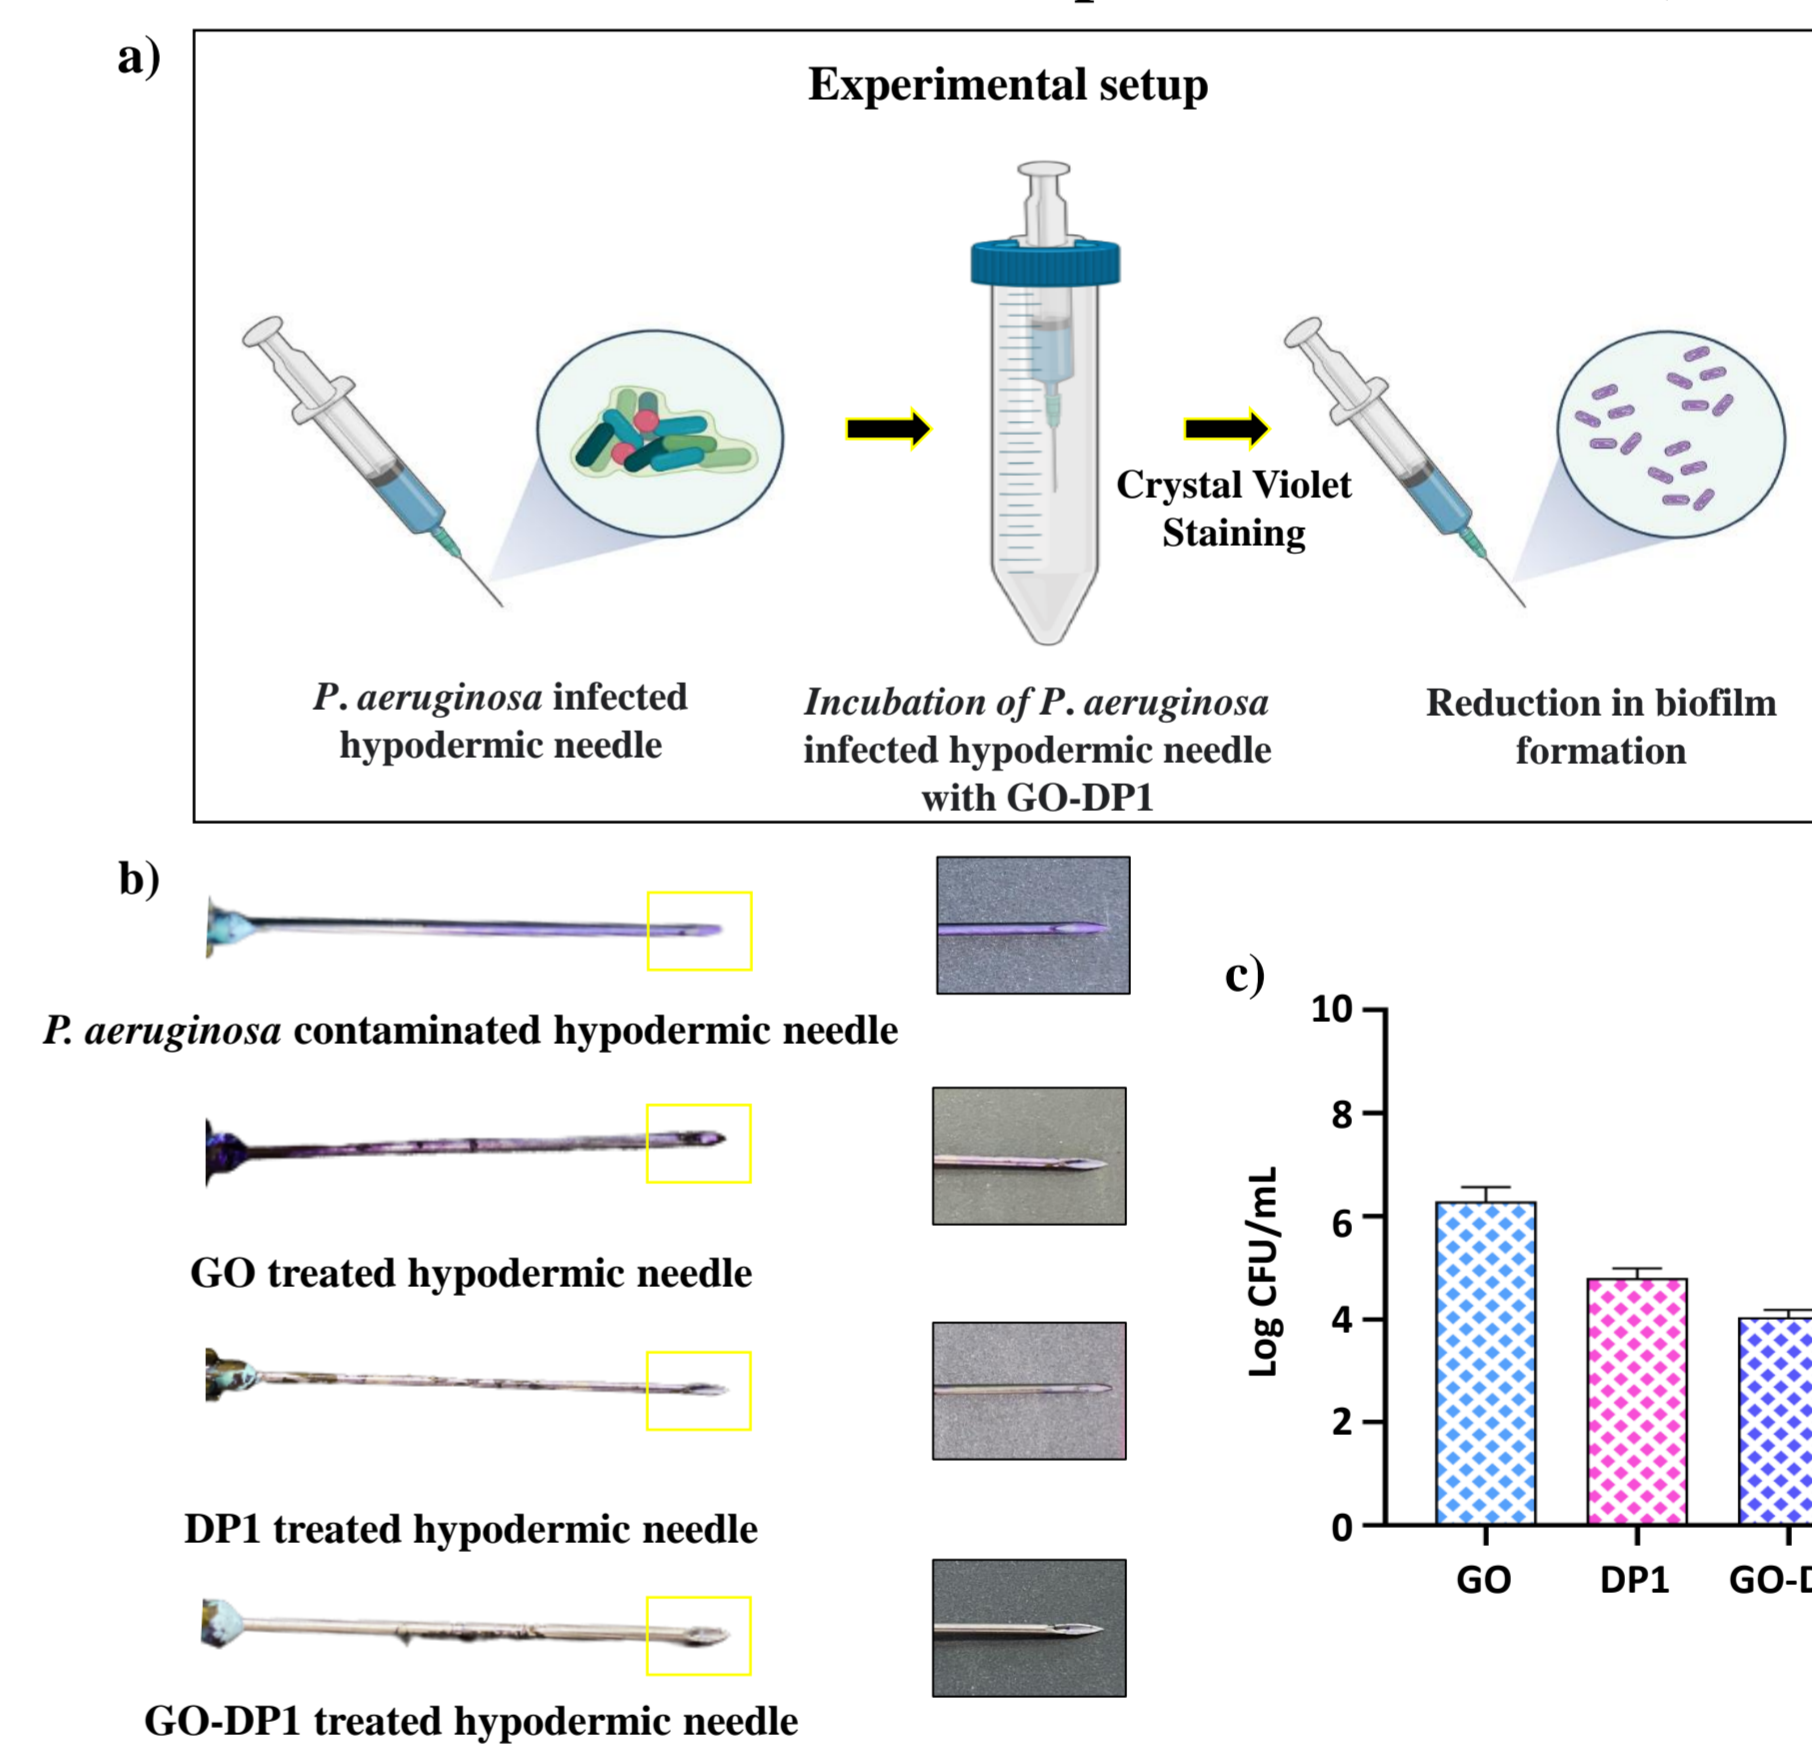 a)
Experimental setup
Crystal Violet
Staining
P. aeruginosa infected
hypodermic needle
Incubation of P. aeruginosa
infected hypodermic needle
with GO-DP1
Reduction in biofilm
formation
b)
P. aeruginosa contaminated hypodermic needle
GO treated hypodermic needle
DP1 treated hypodermic needle
GO-DP1 treated hypodermic needle
c)
Log CFU/mL
10
8
6
4
2
0
GO
DP1